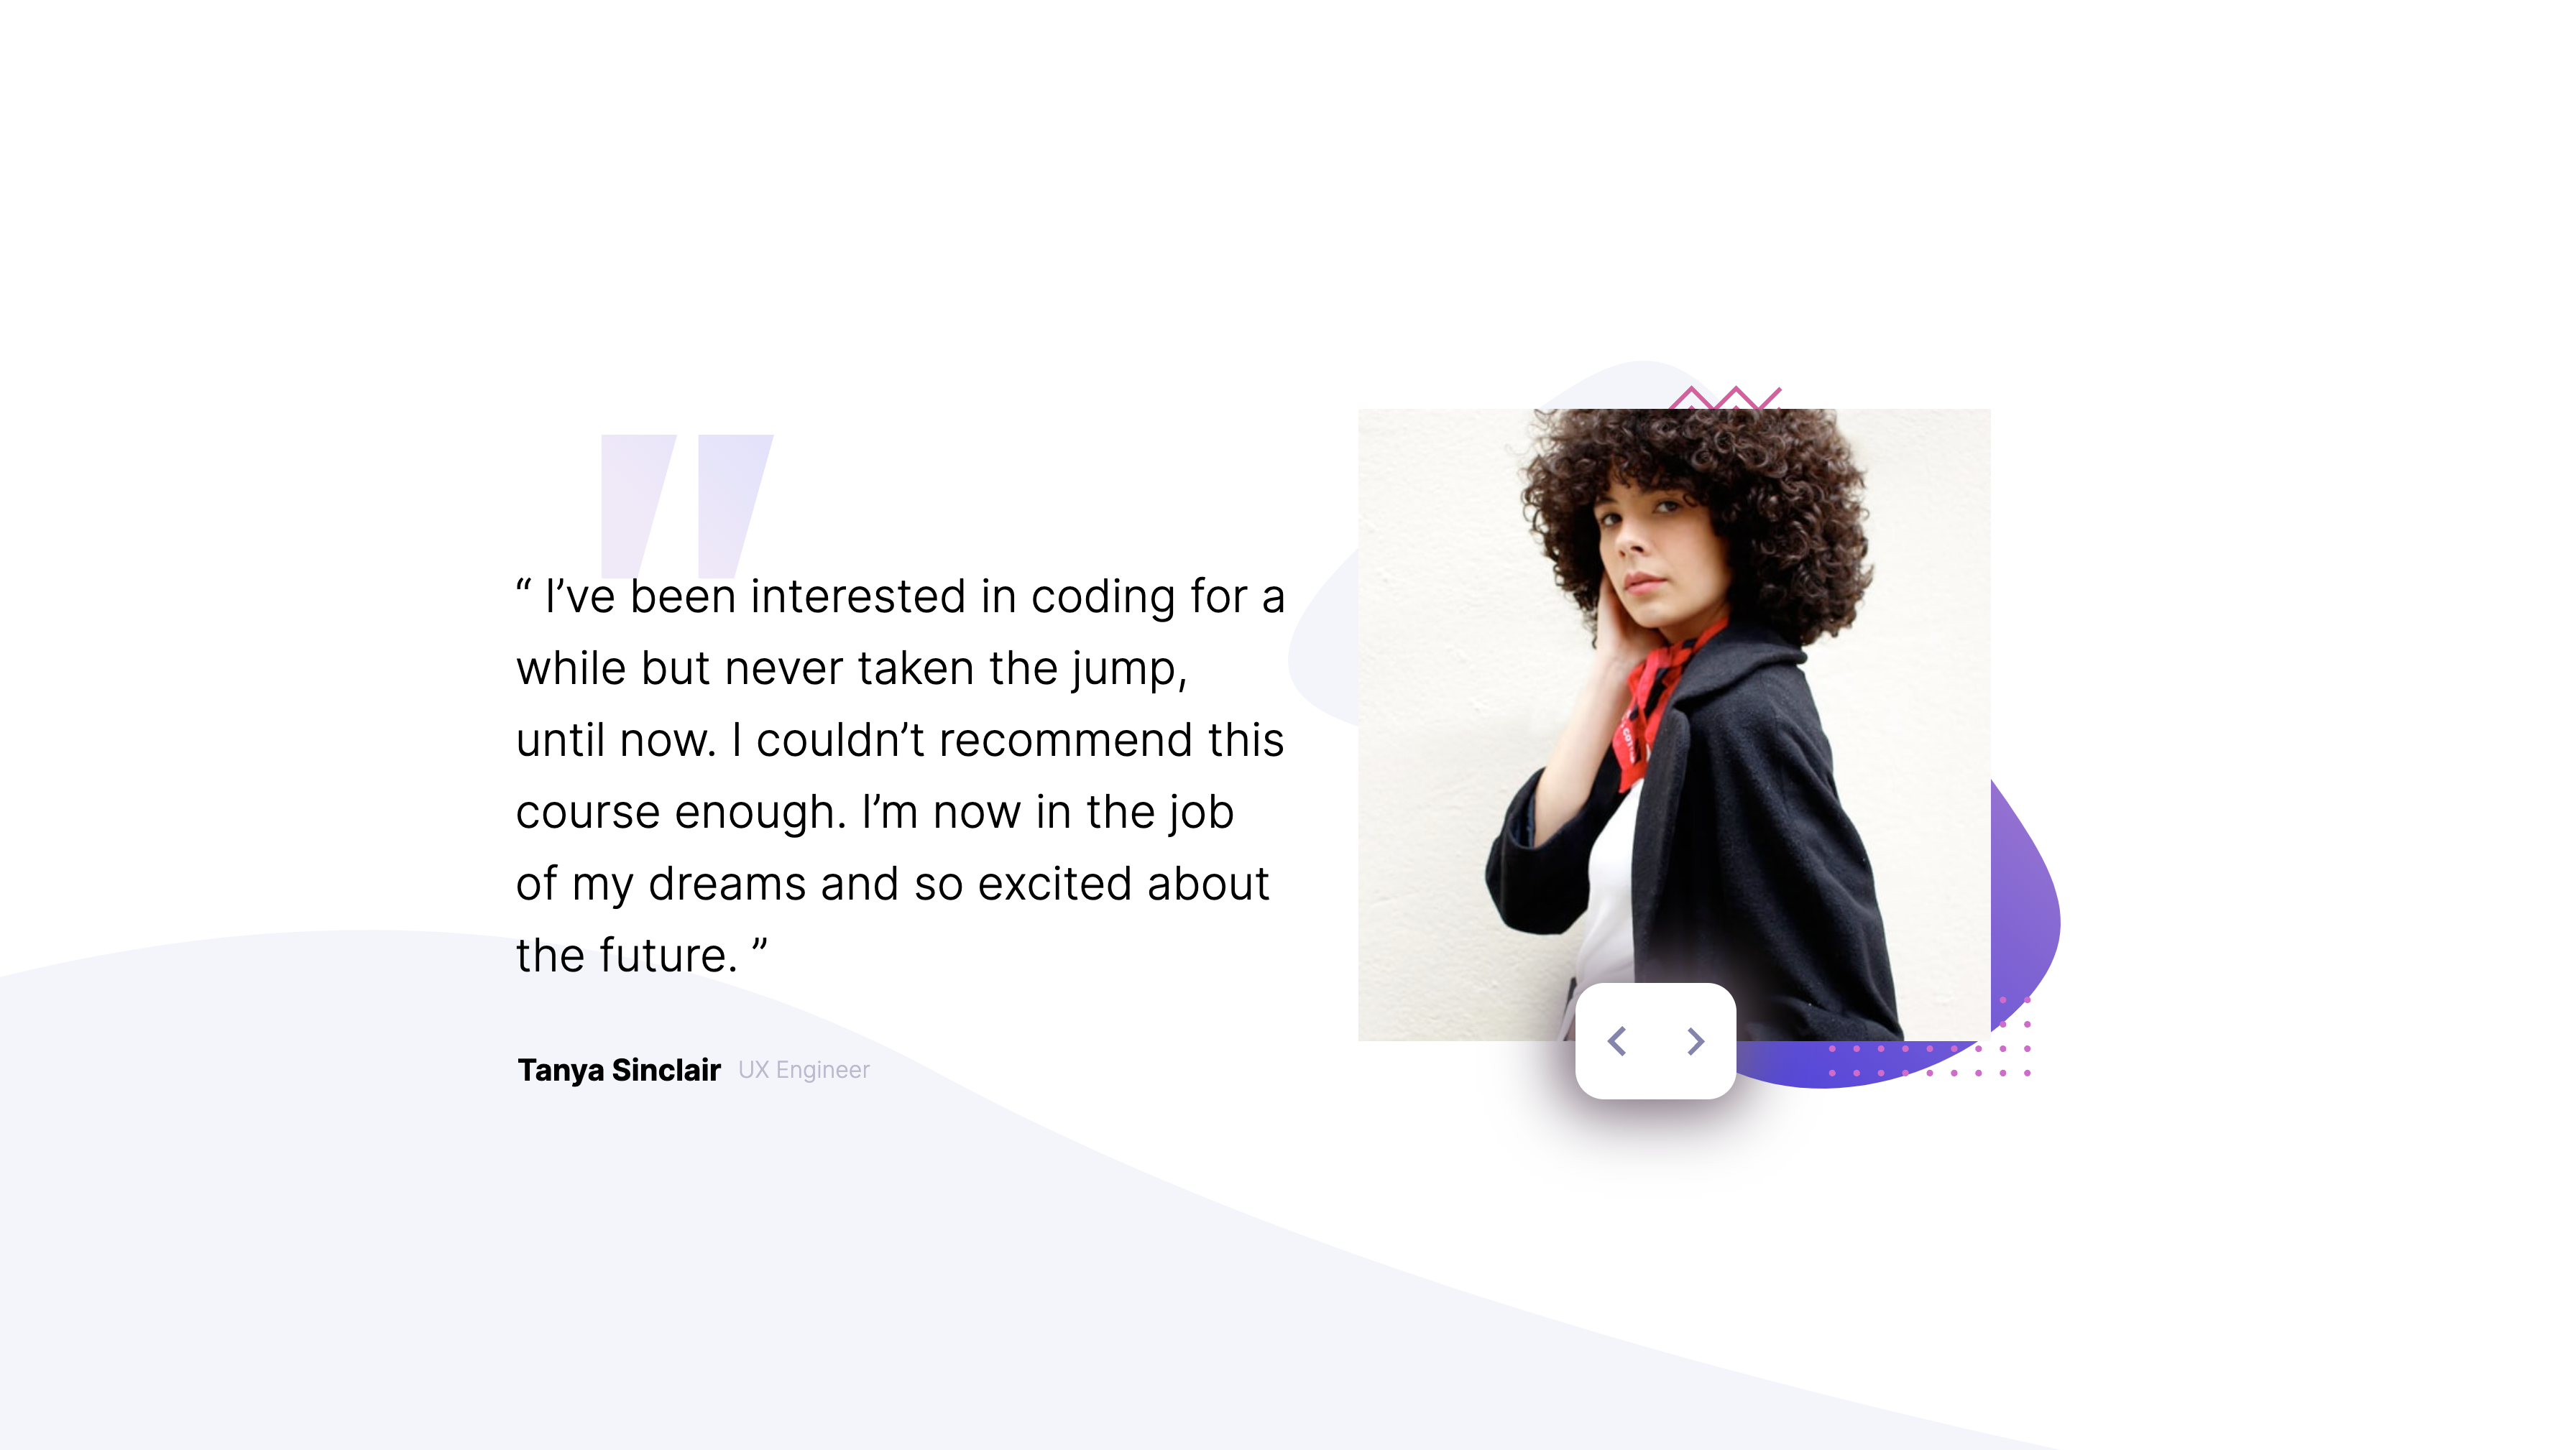 “ I’ve been interested in coding for a
while but never taken the jump,
until now. I couldn’t recommend this
course enough. I’m now in the job
of my dreams and so excited about
the future. ”
Tanya Sinclair UX Engineer